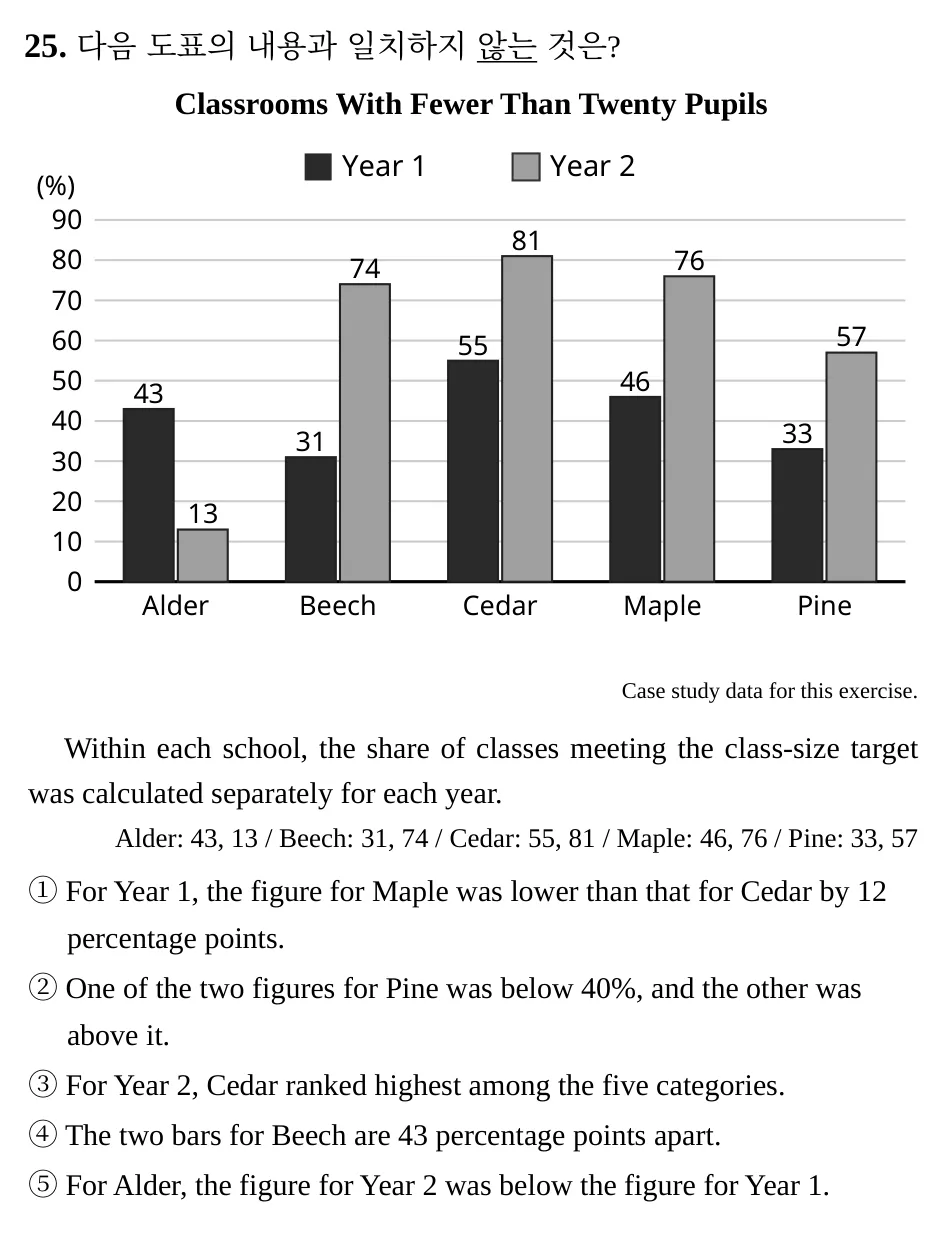 25. 다음 도표의 내용과 일치하지 않는 것은?
Classrooms With Fewer Than Twenty Pupils
Year 1 Year 2
(%)
90
80
70
60
50
40
30
20
10
0
43 13 31 74 55 81 46 76 33 57
Alder Beech Cedar Maple Pine
Case study data for this exercise.
Within each school, the share of classes meeting the class-size target
was calculated separately for each year.
Alder: 43, 13 / Beech: 31, 74 / Cedar: 55, 81 / Maple: 46, 76 / Pine: 33, 57
① For Year 1, the figure for Maple was lower than that for Cedar by 12
percentage points.
② One of the two figures for Pine was below 40%, and the other was
above it.
③ For Year 2, Cedar ranked highest among the five categories.
④ The two bars for Beech are 43 percentage points apart.
⑤ For Alder, the figure for Year 2 was below the figure for Year 1.